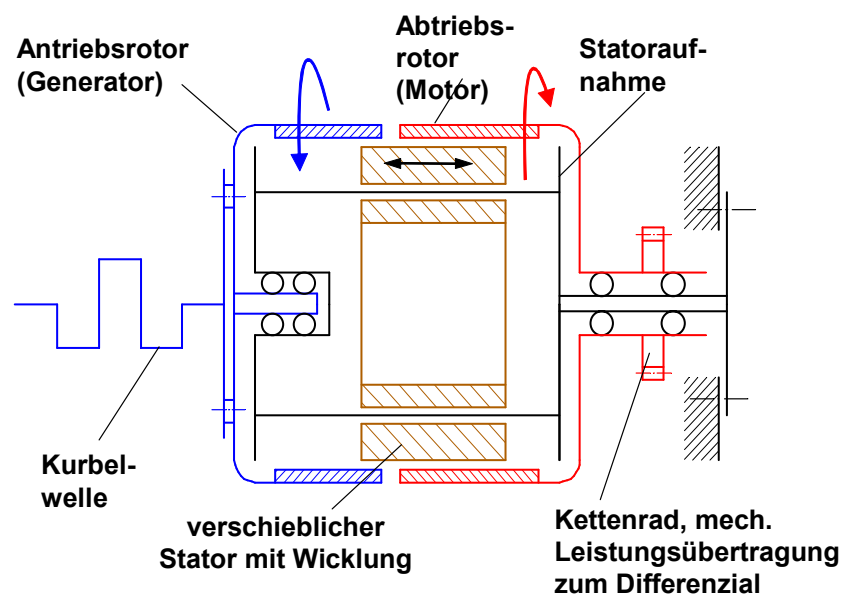 Antriebsrotor
(Generator)
Abtriebs-
rotor
(Motor)
Statorauf-
nahme
Kurbel-
welle
verschieblicher
Stator mit Wicklung
Kettenrad, mech.
Leistungsübertragung
zum Differenzial